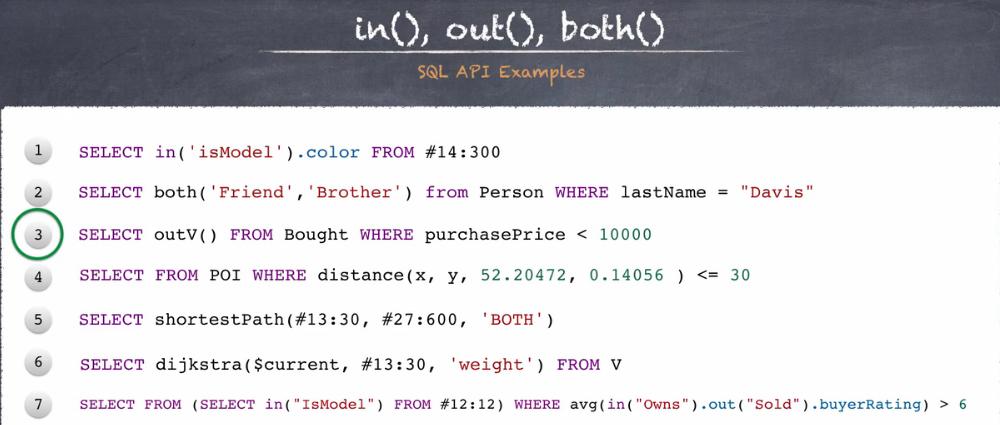 in(), out(), both()
SQL API Examples
1 SELECT in('isModel').color FROM #14:300
2 SELECT both('Friend','Brother') from Person WHERE lastName = "Davis"
3 SELECT outV() FROM Bought WHERE purchasePrice < 10000
4 SELECT FROM POI WHERE distance(x, y, 52.20472, 0.14056 ) <= 30
5 SELECT shortestPath(#13:30, #27:600, 'BOTH')
6 SELECT dijkstra($current, #13:30, 'weight') FROM V
7 SELECT FROM (SELECT in("IsModel") FROM #12:12) WHERE avg(in("Owns").out("Sold").buyerRating) > 6